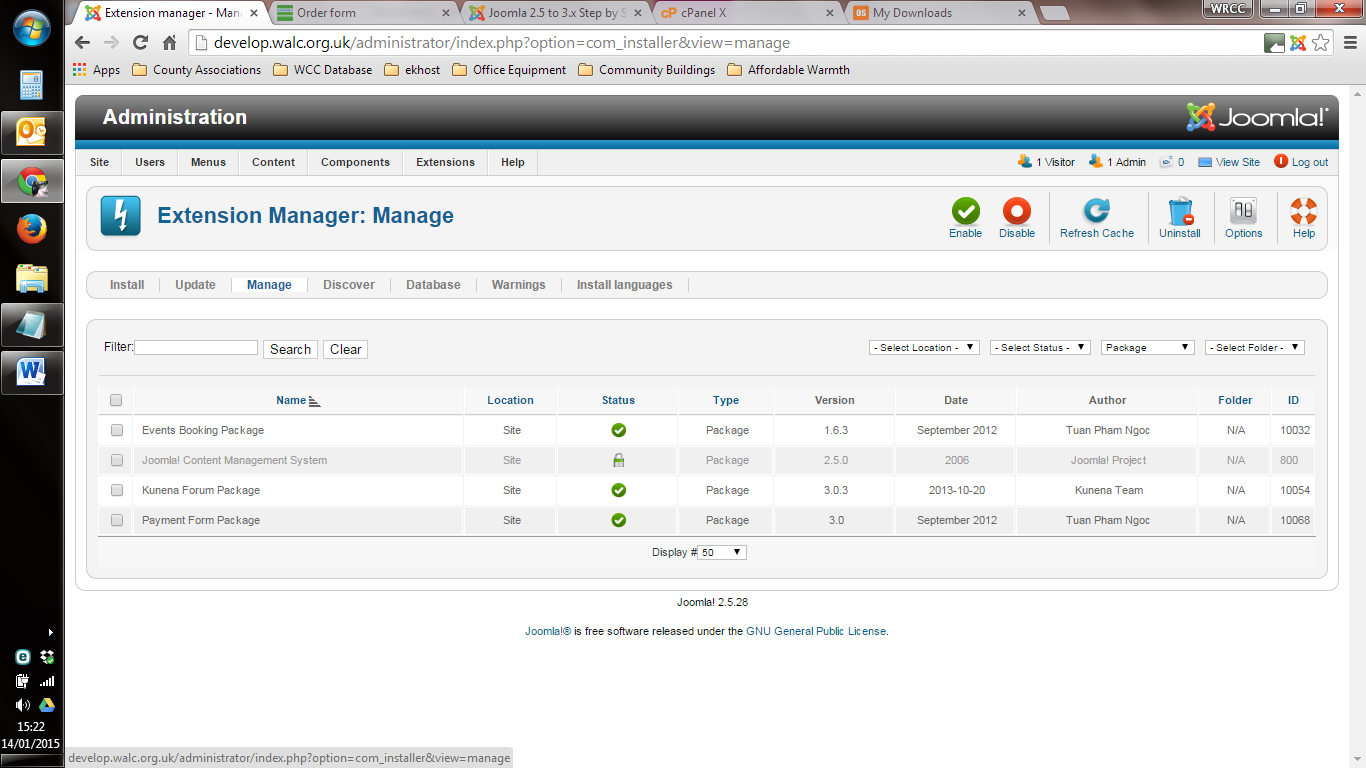 Extension manager - Man
Order form
Joomla 2.5 to 3.x Step by S
cP cPanel X
OS My Downloads
WRCC
develop.walc.org.uk/administrator/index.php?option=com_installer&view=manage
Apps County Associations WCC Database ekhost Office Equipment Community Buildings Affordable Warmth
Administration
Joomla!®
Site Users Menus Content Components Extensions Help
1 Visitor 1 Admin 0 View Site Log out
Extension Manager: Manage
Enable Disable Refresh Cache Uninstall Options Help
Install Update Manage Discover Database Warnings Install languages
Filter: Search Clear - Select Location - - Select Status - Package - Select Folder -
Name Location Status Type Version Date Author Folder ID
Events Booking Package Site Package 1.6.3 September 2012 Tuan Pham Ngoc N/A 10032
Joomla! Content Management System Site Package 2.5.0 2006 Joomla! Project N/A 800
Kunena Forum Package Site Package 3.0.3 2013-10-20 Kunena Team N/A 10054
Payment Form Package Site Package 3.0 September 2012 Tuan Pham Ngoc N/A 10068
Display # 50
Joomla! 2.5.28
Joomla!® is free software released under the GNU General Public License.
15:22
14/01/2015
develop.walc.org.uk/administrator/index.php?option=com_installer&view=manage